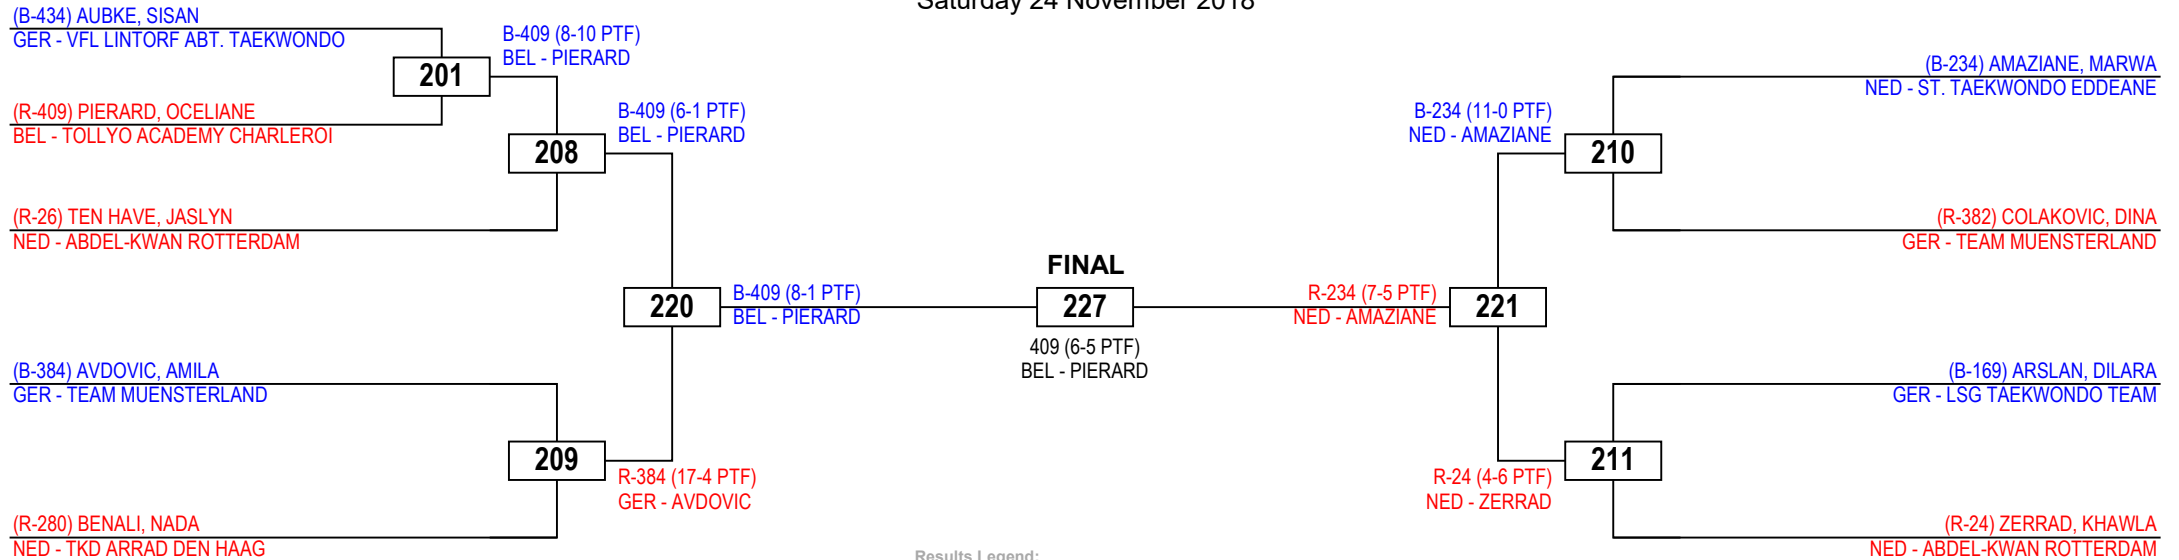 Saturday 24 November 2018
(B-434) AUBKE, SISAN
GER - VFL LINTORF ABT. TAEKWONDO
201
(R-409) PIERARD, OCELIANE
BEL - TOLLYO ACADEMY CHARLEROI
B-409 (8-10 PTF)
BEL - PIERARD
208
(R-26) TEN HAVE, JASLYN
NED - ABDEL-KWAN ROTTERDAM
B-409 (6-1 PTF)
BEL - PIERARD
220
(B-384) AVDOVIC, AMILA
GER - TEAM MUENSTERLAND
209
(R-280) BENALI, NADA
NED - TKD ARRAD DEN HAAG
R-384 (17-4 PTF)
GER - AVDOVIC
B-409 (8-1 PTF)
BEL - PIERARD
FINAL
227
409 (6-5 PTF)
BEL - PIERARD
R-234 (7-5 PTF)
NED - AMAZIANE
221
B-234 (11-0 PTF)
NED - AMAZIANE
210
(B-234) AMAZIANE, MARWA
NED - ST. TAEKWONDO EDDEANE
(R-382) COLAKOVIC, DINA
GER - TEAM MUENSTERLAND
R-24 (4-6 PTF)
NED - ZERRAD
211
(B-169) ARSLAN, DILARA
GER - LSG TAEKWONDO TEAM
(R-24) ZERRAD, KHAWLA
NED - ABDEL-KWAN ROTTERDAM
Results Legend: